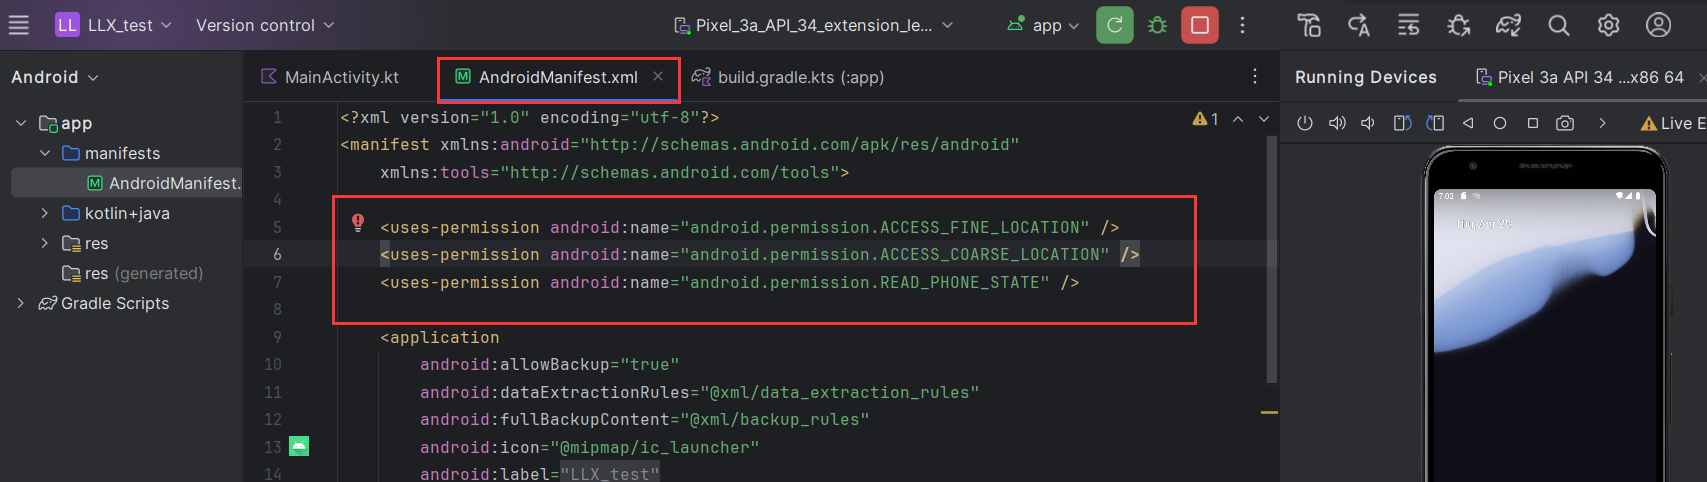 LL LLX_test Version control Pixel_3a_API_34_extension_le... app
Android MainActivity.kt AndroidManifest.xml build.gradle.kts (:app) Running Devices Pixel 3a API 34 ...x86 64
app
manifests
AndroidManifest.
kotlin+java
res
res (generated)
Gradle Scripts
1 <?xml version="1.0" encoding="utf-8"?>
2 <manifest xmlns:android="http://schemas.android.com/apk/res/android"
3 xmlns:tools="http://schemas.android.com/tools">
4
5 <uses-permission android:name="android.permission.ACCESS_FINE_LOCATION" />
6 <uses-permission android:name="android.permission.ACCESS_COARSE_LOCATION" />
7 <uses-permission android:name="android.permission.READ_PHONE_STATE" />
8
9 <application
10 android:allowBackup="true"
11 android:dataExtractionRules="@xml/data_extraction_rules"
12 android:fullBackupContent="@xml/backup_rules"
13 android:icon="@mipmap/ic_launcher"
14 android:label="LLX_test"
1
Live E
7:03
Thu, Apr 25